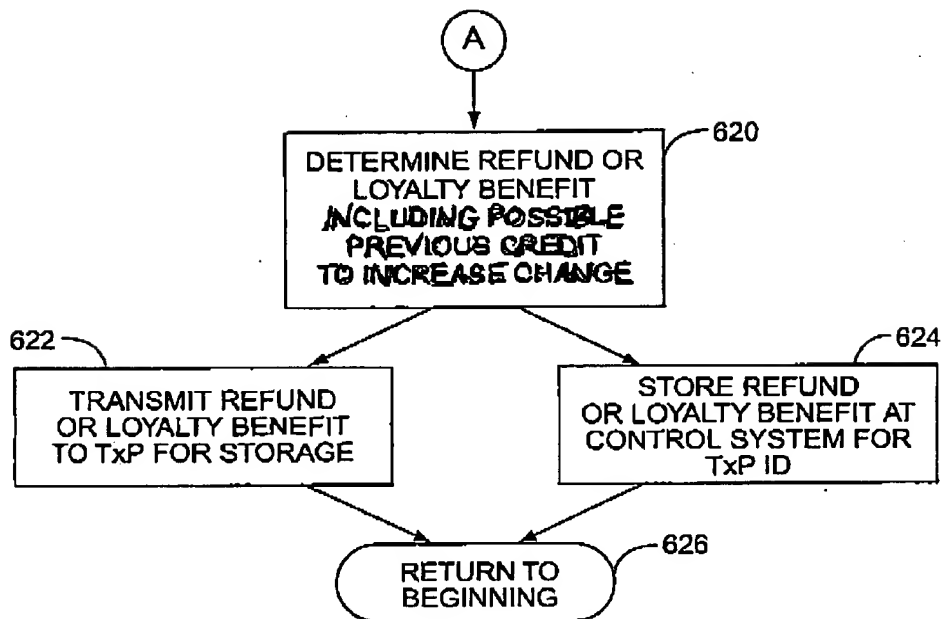 A
620
DETERMINE REFUND OR
LOYALTY BENEFIT
INCLUDING POSSIBLE
PREVIOUS CREDIT
TO INCREASE CHANGE
622
TRANSMIT REFUND
OR LOYALTY BENEFIT
TO TxP FOR STORAGE
624
STORE REFUND
OR LOYALTY BENEFIT AT
CONTROL SYSTEM FOR
TxP ID
626
RETURN TO
BEGINNING